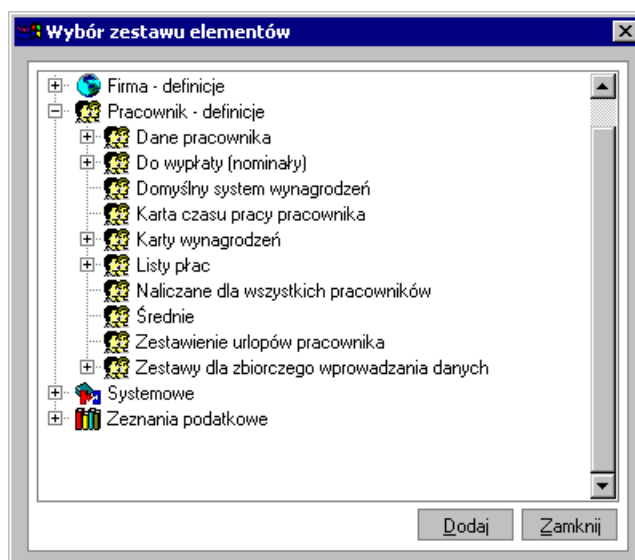 Wybór zestawu elementów
Firma - definicje
Pracownik - definicje
Dane pracownika
Do wypłaty (nominały)
Domyślny system wynagrodzeń
Karta czasu pracy pracownika
Karty wynagrodzeń
Listy płac
Naliczane dla wszystkich pracowników
Średnie
Zestawienie urlopów pracownika
Zestawy dla zbiorczego wprowadzania danych
Systemowe
Zeznania podatkowe
Dodaj Zamknij